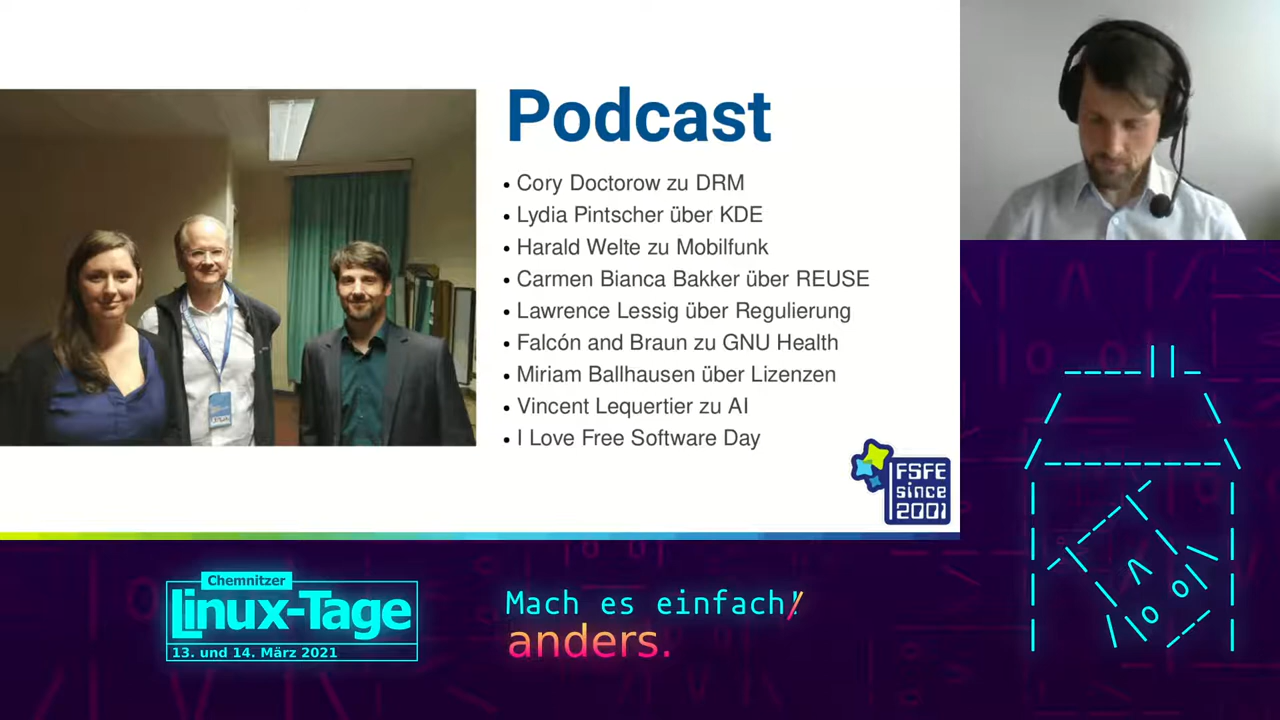 Podcast
• Cory Doctorow zu DRM
• Lydia Pintscher über KDE
• Harald Welte zu Mobilfunk
• Carmen Bianca Bakker über REUSE
• Lawrence Lessig über Regulierung
• Falcón and Braun zu GNU Health
• Miriam Ballhausen über Lizenzen
• Vincent Lequertier zu AI
• I Love Free Software Day
FSFE
since
2001
Chemnitzer
Linux-Tage
13. und 14. März 2021
Mach es einfach!
anders.